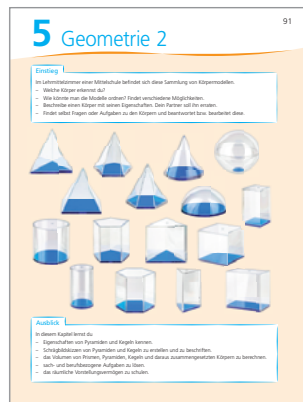 91
5 Geometrie 2
Einstieg
Im Lehrmittelzimmer einer Mittelschule befindet sich diese Sammlung von Körpermodellen.
– Welche Körper erkennst du?
– Wie könnte man die Modelle ordnen? Findet verschiedene Möglichkeiten.
– Beschreibe einen Körper mit seinen Eigenschaften. Dein Partner soll ihn erraten.
– Findet selbst Fragen oder Aufgaben zu den Körpern und beantwortet bzw. bearbeitet diese.
Ausblick
In diesem Kapitel lernst du
– Eigenschaften von Pyramiden und Kegeln kennen.
– Schrägbildskizzen von Pyramiden und Kegeln zu erstellen und zu beschriften.
– das Volumen von Prismen, Pyramiden, Kegeln und daraus zusammengesetzten Körpern zu berechnen.
– sach- und berufsbezogene Aufgaben zu lösen.
– das räumliche Vorstellungsvermögen zu schulen.